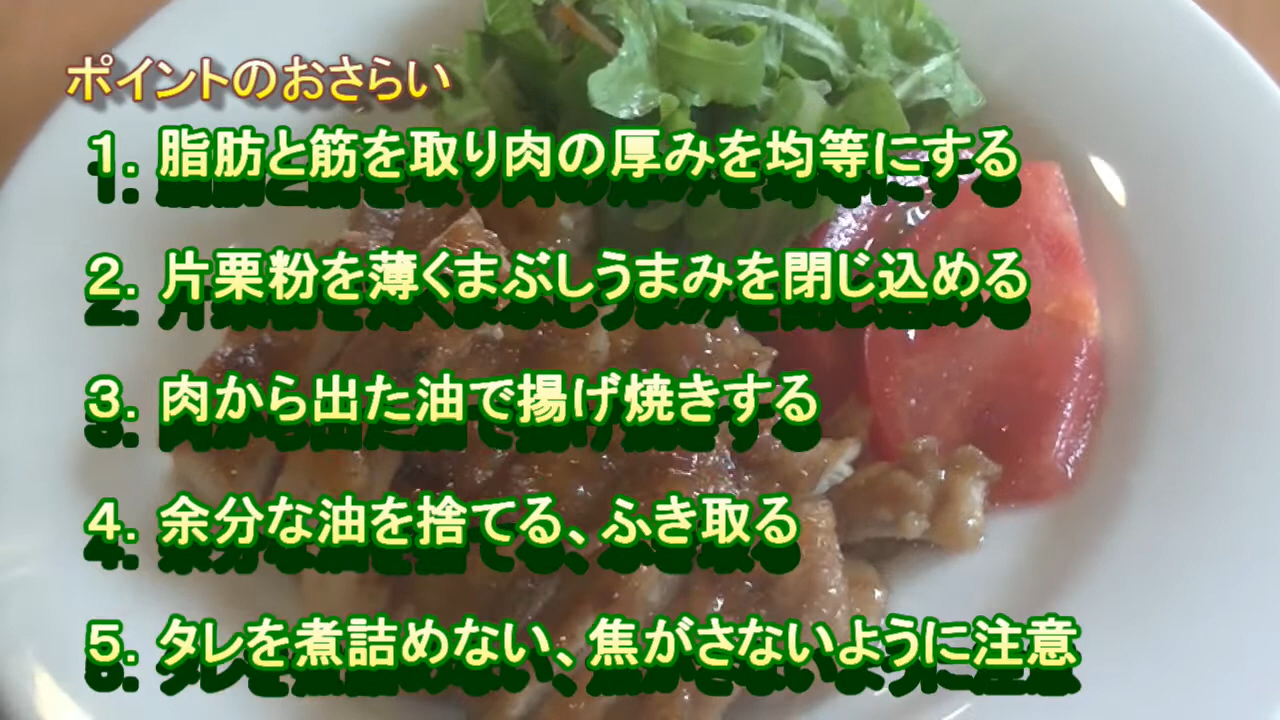 ポイントのおさらい
１．脂肪と筋を取り肉の厚みを均等にする
２．片栗粉を薄くまぶしうまみを閉じ込める
３．肉から出た油で揚げ焼きする
４．余分な油を捨てる、ふき取る
５．タレを煮詰めない、焦がさないように注意